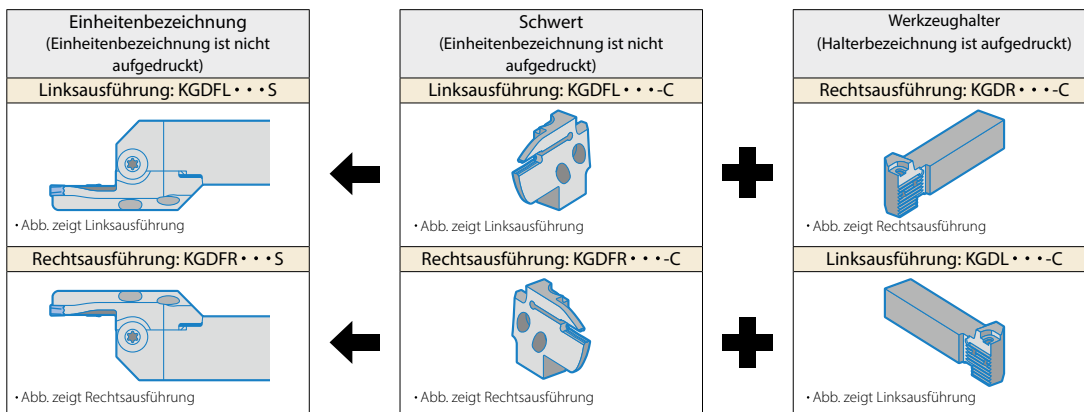 Einheitenbezeichnung
(Einheitenbezeichnung ist nicht
aufgedruckt)
Schwert
(Einheitenbezeichnung ist nicht
aufgedruckt)
Werkzeughalter
(Halterbezeichnung ist aufgedruckt)
Linksausführung: KGDFL・・・S
Linksausführung: KGDFL・・・-C
Rechtsausführung: KGDR・・・-C
・Abb. zeigt Linksausführung
・Abb. zeigt Linksausführung
・Abb. zeigt Rechtsausführung
Rechtsausführung: KGDFR・・・S
Rechtsausführung: KGDFR・・・-C
Linksausführung: KGDL・・・-C
・Abb. zeigt Rechtsausführung
・Abb. zeigt Rechtsausführung
・Abb. zeigt Linksausführung